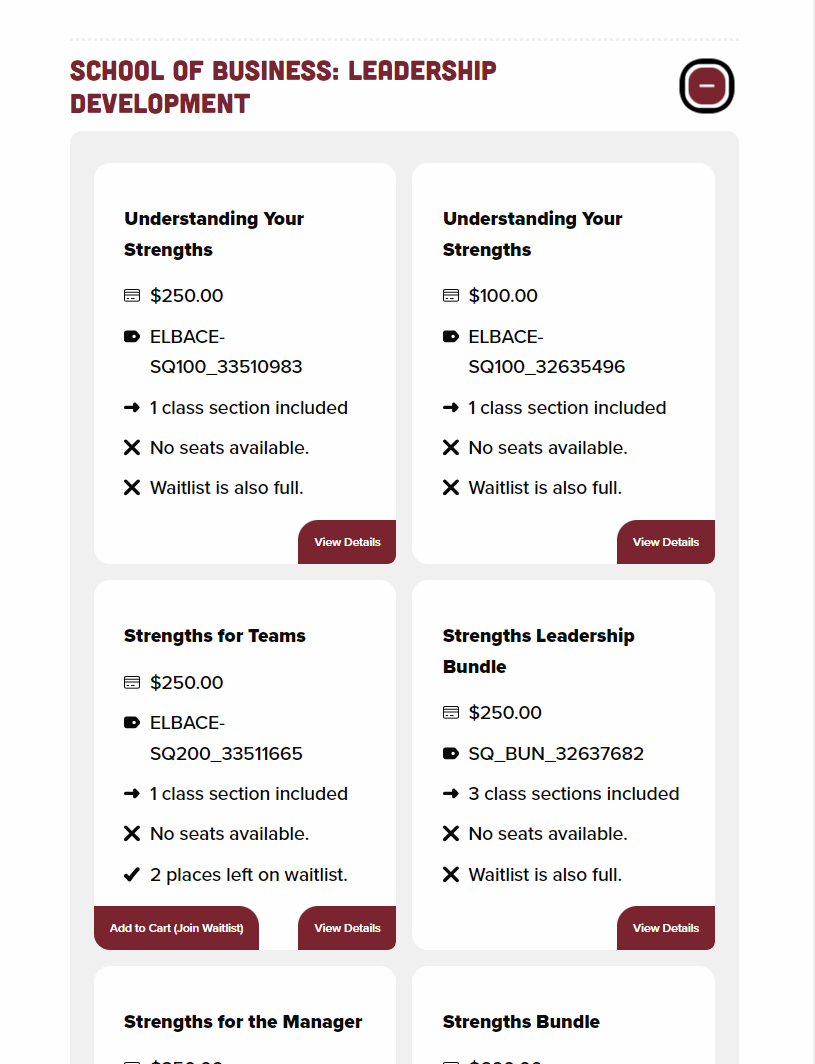 SCHOOL OF BUSINESS: LEADERSHIP
DEVELOPMENT
Understanding Your
Strengths
$250.00
ELBACE-
SQ100_33510983
1 class section included
No seats available.
Waitlist is also full.
View Details
Understanding Your
Strengths
$100.00
ELBACE-
SQ100_32635496
1 class section included
No seats available.
Waitlist is also full.
View Details
Strengths for Teams
$250.00
ELBACE-
SQ200_33511665
1 class section included
No seats available.
2 places left on waitlist.
Add to Cart (Join Waitlist)
View Details
Strengths Leadership
Bundle
$250.00
SQ_BUN_32637682
3 class sections included
No seats available.
Waitlist is also full.
View Details
Strengths for the Manager
Strengths Bundle